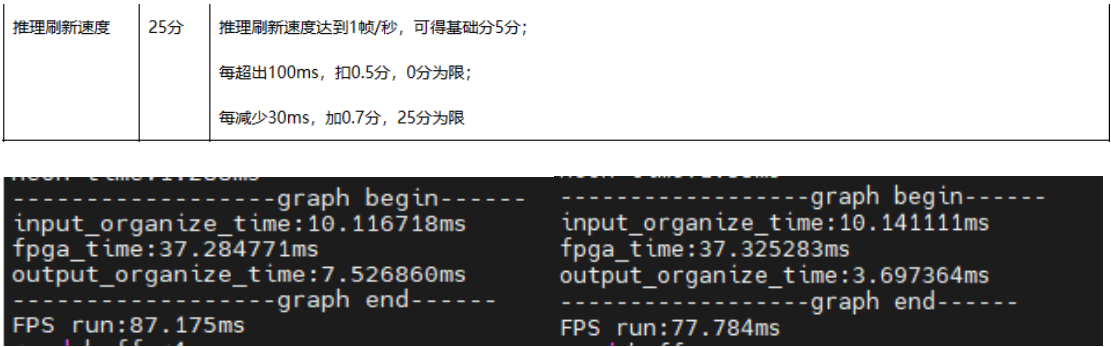 推理刷新速度
25分
推理刷新速度达到1帧/秒，可得基础分5分；
每超出100ms，扣0.5分，0分为限；
每减少30ms，加0.7分，25分为限
-------------------graph begin------
input_organize_time:10.116718ms
fpga_time:37.284771ms
output_organize_time:7.526860ms
-------------------graph end------
FPS run:87.175ms
------------------graph begin------
input_organize_time:10.141111ms
fpga_time:37.325283ms
output_organize_time:3.697364ms
------------------graph end------
FPS run:77.784ms